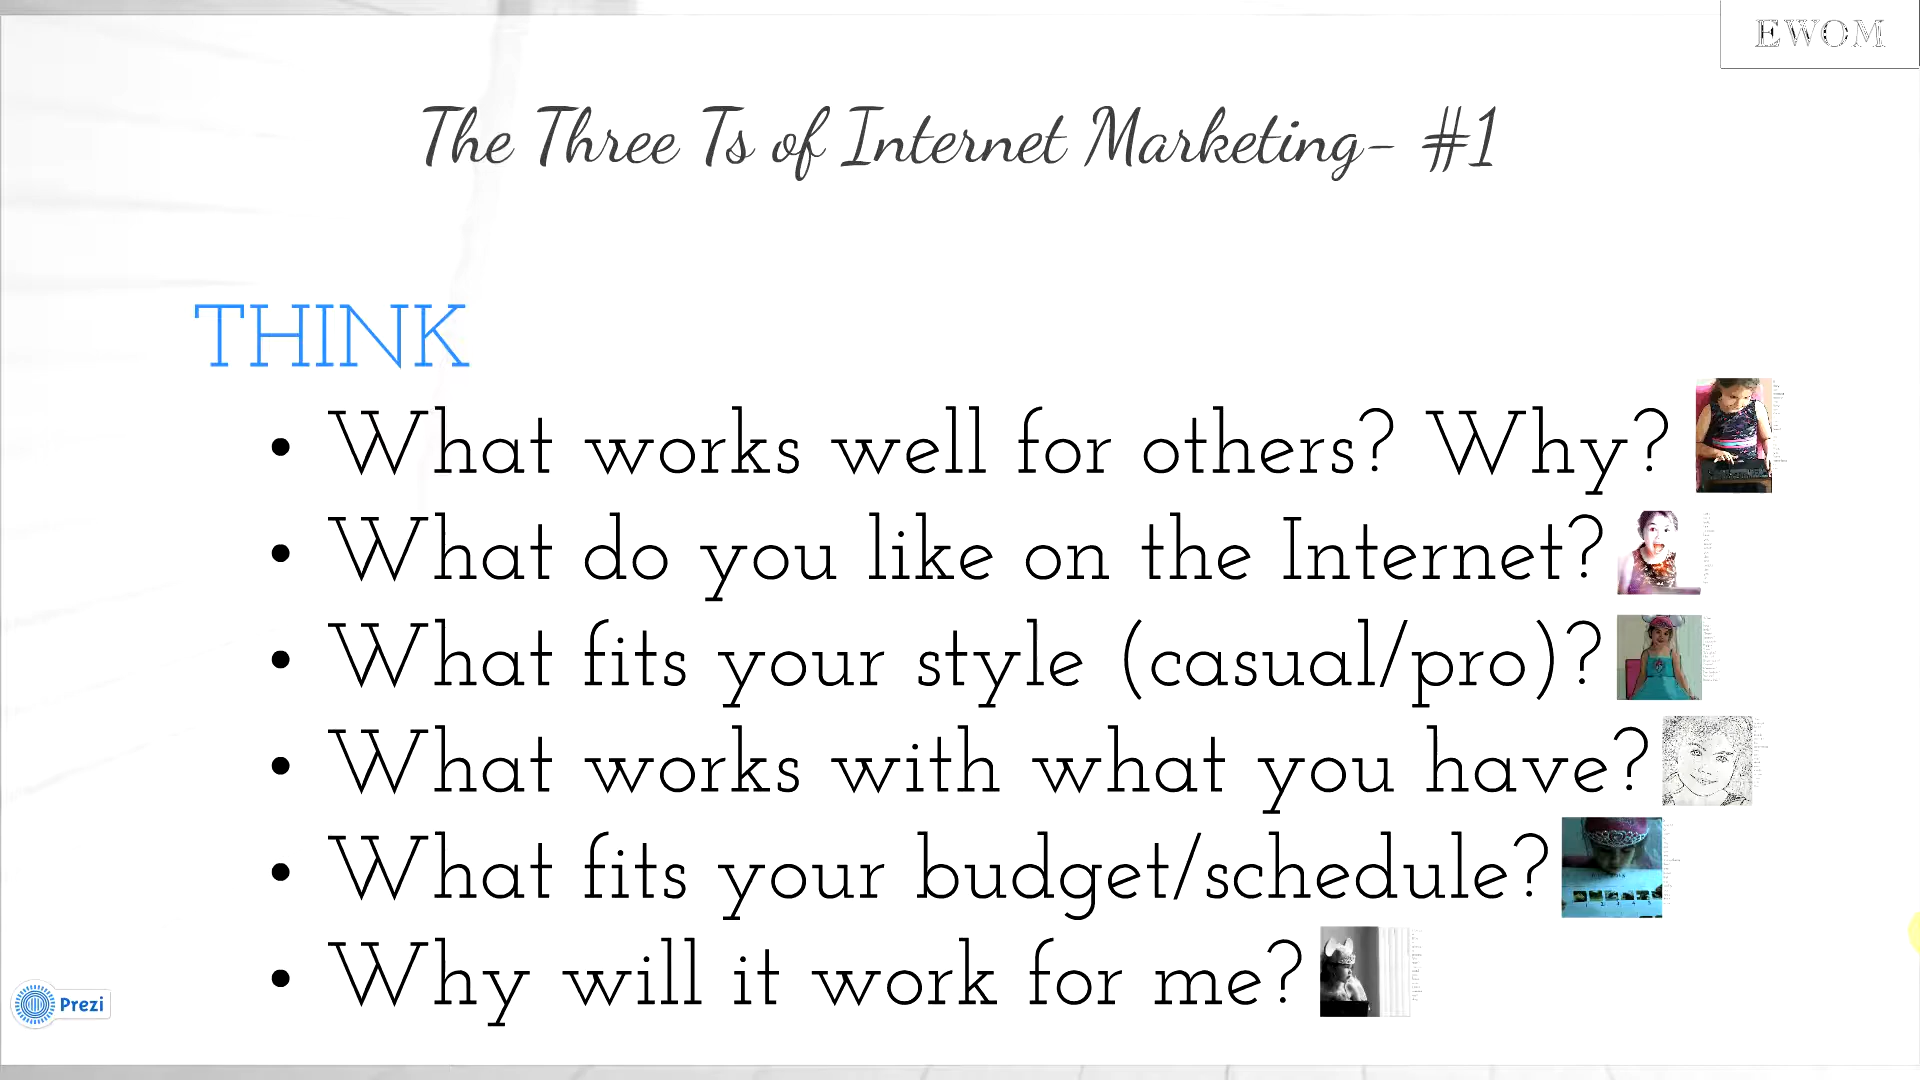 EWOM
The Three Ts of Internet Marketing- #1
THINK
• What works well for others? Why?
• What do you like on the Internet?
• What fits your style (casual/pro)?
• What works with what you have?
• What fits your budget/schedule?
• Why will it work for me?
Prezi